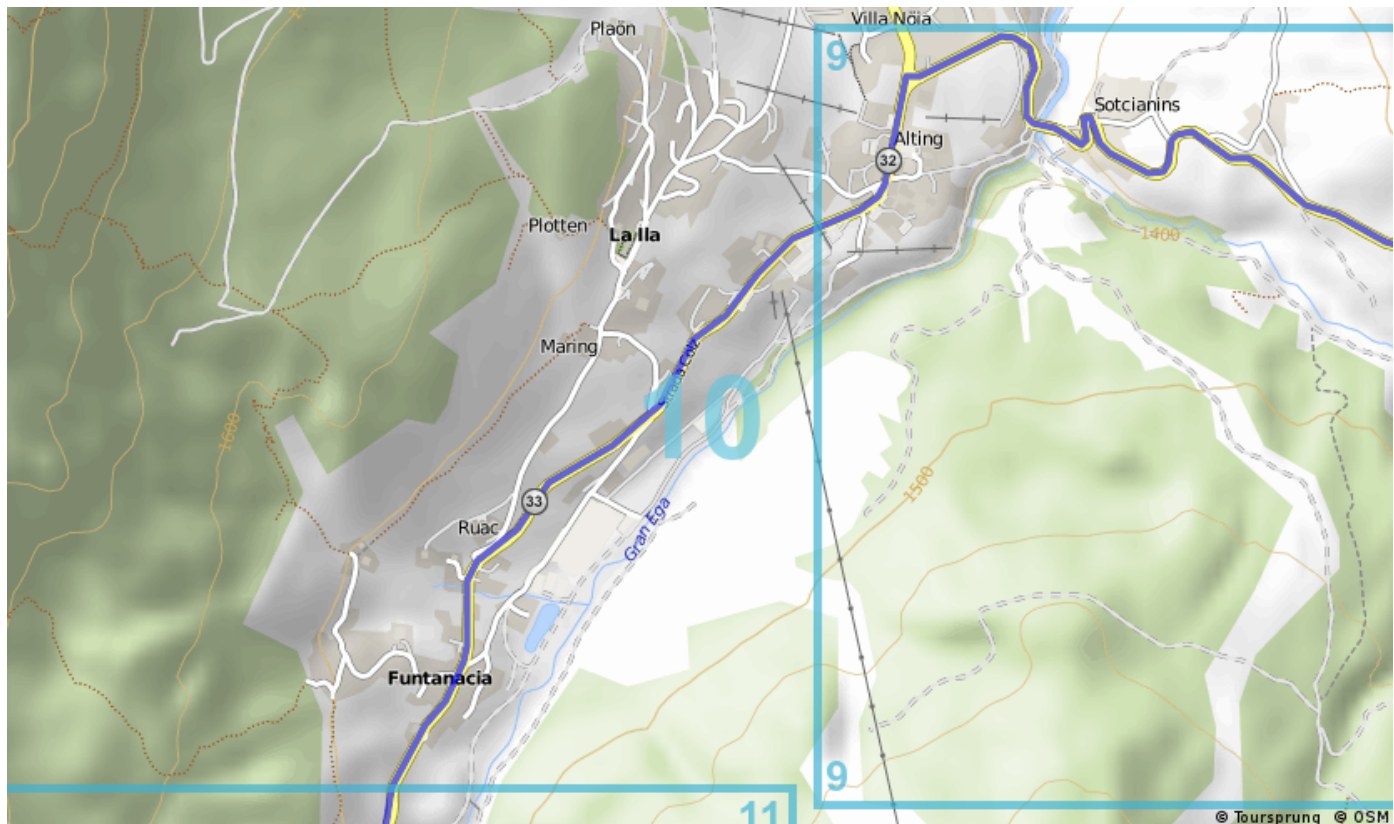 Plaön
Villa Nöia
9
Sotcianins
Alting
32
Plotten
La Ila
1400
Maring
10
1600
1500
33
Ruac
Gran Ega
Funtanacia
9
11
© Toursprung © OSM